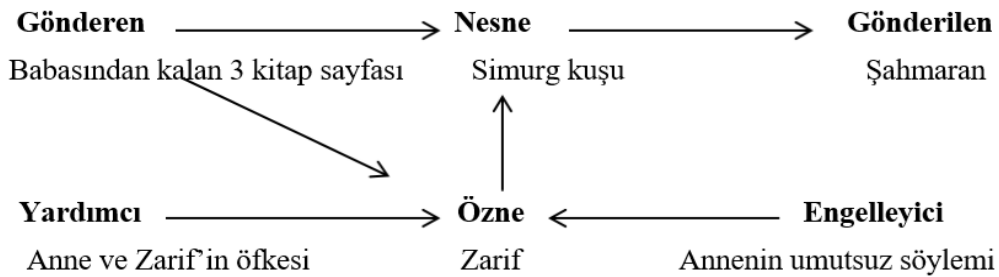 Gönderen Nesne Gönderilen
Babasından kalan 3 kitap sayfası Simurg kuşu Şahmaran
Yardımcı Özne Engelleyici
Anne ve Zarif’in öfkesi Zarif Annenin umutsuz söylemi